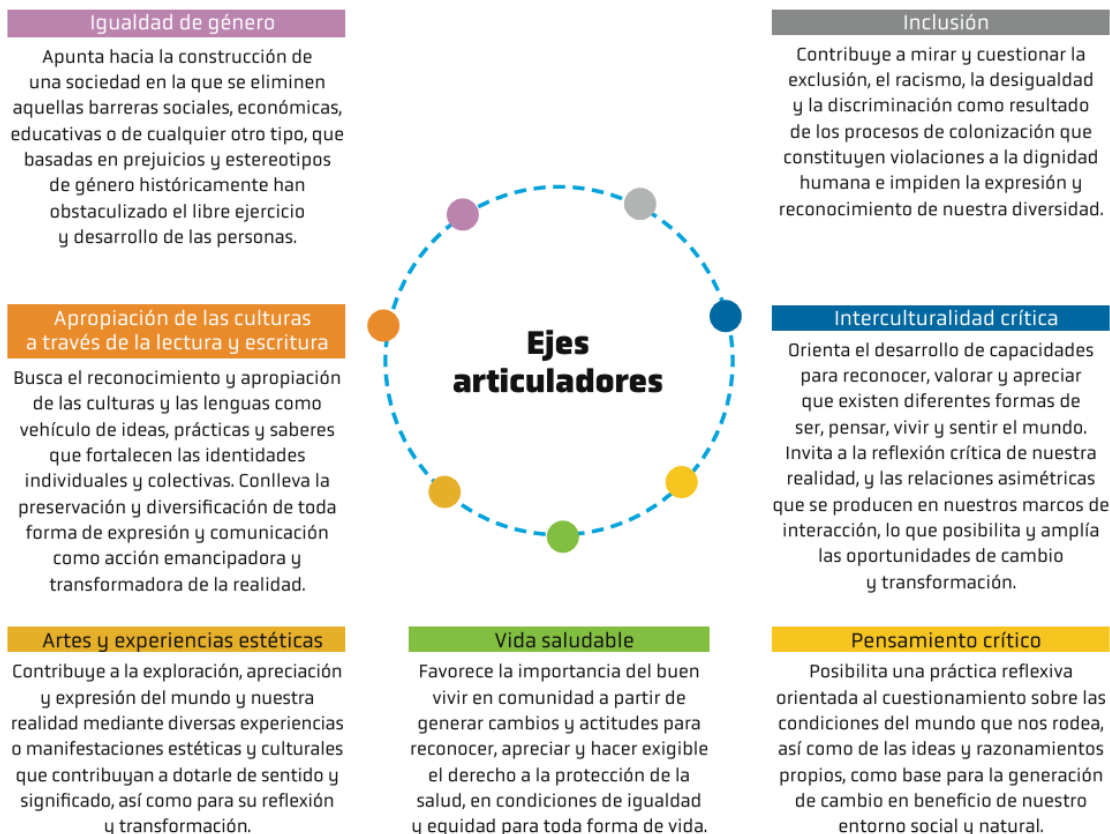 Igualdad de género
Apunta hacia la construcción de
una sociedad en la que se eliminen
aquellas barreras sociales, económicas,
educativas o de cualquier otro tipo, que
basadas en prejuicios y estereotipos
de género históricamente han
obstaculizado el libre ejercicio
y desarrollo de las personas.
Inclusión
Contribuye a mirar y cuestionar la
exclusión, el racismo, la desigualdad
y la discriminación como resultado
de los procesos de colonización que
constituyen violaciones a la dignidad
humana e impiden la expresión y
reconocimiento de nuestra diversidad.
Apropiación de las culturas
a través de la lectura y escritura
Busca el reconocimiento y apropiación
de las culturas y las lenguas como
vehículo de ideas, prácticas y saberes
que fortalecen las identidades
individuales y colectivas. Conlleva la
preservación y diversificación de toda
forma de expresión y comunicación
como acción emancipadora y
transformadora de la realidad.
Ejes
articuladores
Interculturalidad crítica
Orienta el desarrollo de capacidades
para reconocer, valorar y apreciar
que existen diferentes formas de
ser, pensar, vivir y sentir el mundo.
Invita a la reflexión crítica de nuestra
realidad, y las relaciones asimétricas
que se producen en nuestros marcos de
interacción, lo que posibilita y amplía
las oportunidades de cambio
y transformación.
Artes y experiencias estéticas
Contribuye a la exploración, apreciación
y expresión del mundo y nuestra
realidad mediante diversas experiencias
o manifestaciones estéticas y culturales
que contribuyan a dotarle de sentido y
significado, así como para su reflexión
y transformación.
Vida saludable
Favorece la importancia del buen
vivir en comunidad a partir de
generar cambios y actitudes para
reconocer, apreciar y hacer exigible
el derecho a la protección de la
salud, en condiciones de igualdad
y equidad para toda forma de vida.
Pensamiento crítico
Posibilita una práctica reflexiva
orientada al cuestionamiento sobre las
condiciones del mundo que nos rodea,
así como de las ideas y razonamientos
propios, como base para la generación
de cambio en beneficio de nuestro
entorno social y natural.